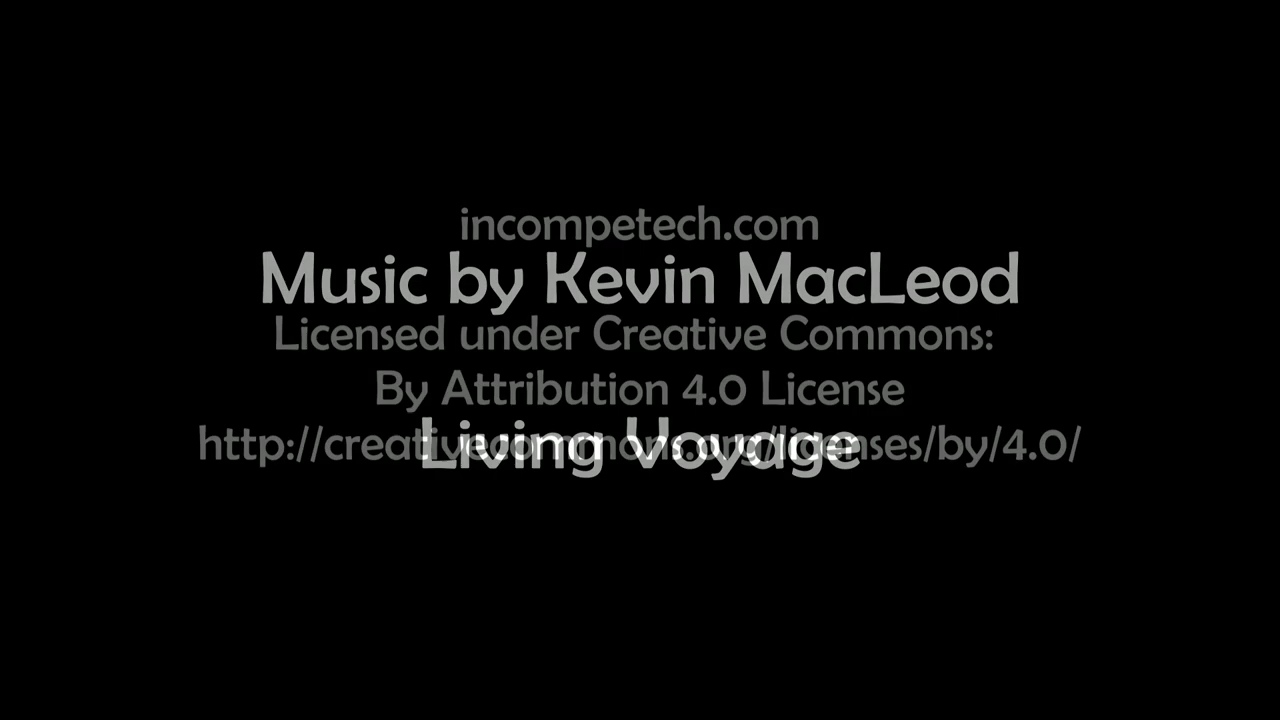 incompetech.com
Music by Kevin MacLeod
Licensed under Creative Commons:
By Attribution 4.0 License
http://creativecommons.org/licenses/by/4.0/
Living Voyage